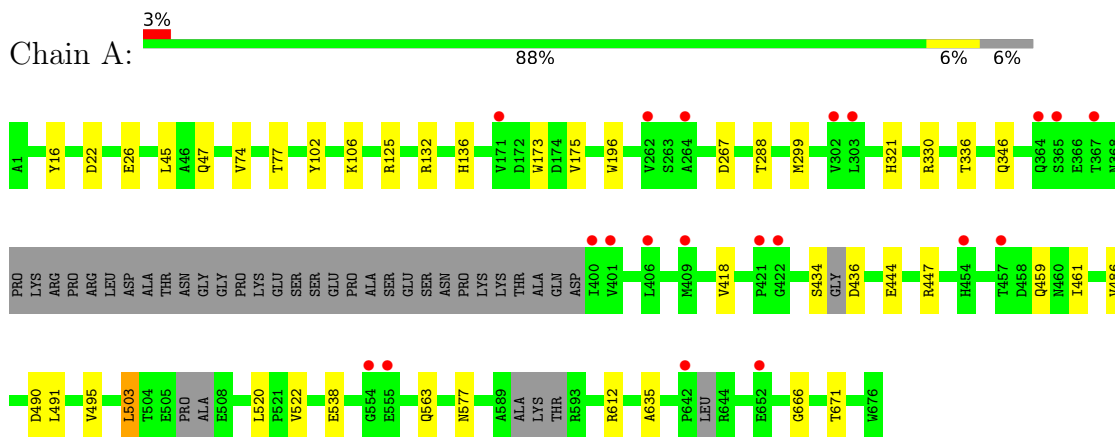 3%
Chain A:
88% 6% 6%
A1 Y16 D22 E26 L45 A46 Q47 V74 T77 Y102 K106 R125 R132 H136 V171 D172 W173 D174 V175 W196 V262 S263 A264 D267 T288 M299 V302 L303 H321 R330 T336 Q346 Q364 S365 E366 T367 N368
PRO LYS ARG PRO ARG LEU ASP ALA THR ASN GLY GLY PRO LYS GLU SER SER GLU PRO ALA SER GLU SER ASN PRO LYS LYS THR ALA GLN ASP I400 V401 L406 M409 V418 P421 G422 S434 GLY D436 E444 R447 H454 T457 D458 Q459 N460 I461 V486
D490 L491 V495 L503 T504 E505 PRO ALA E508 L520 P521 V522 E538 G554 E555 Q563 N577 A589 ALA LYS THR R593 R612 A635 P642 LEU R644 E652 G666 T671 W676